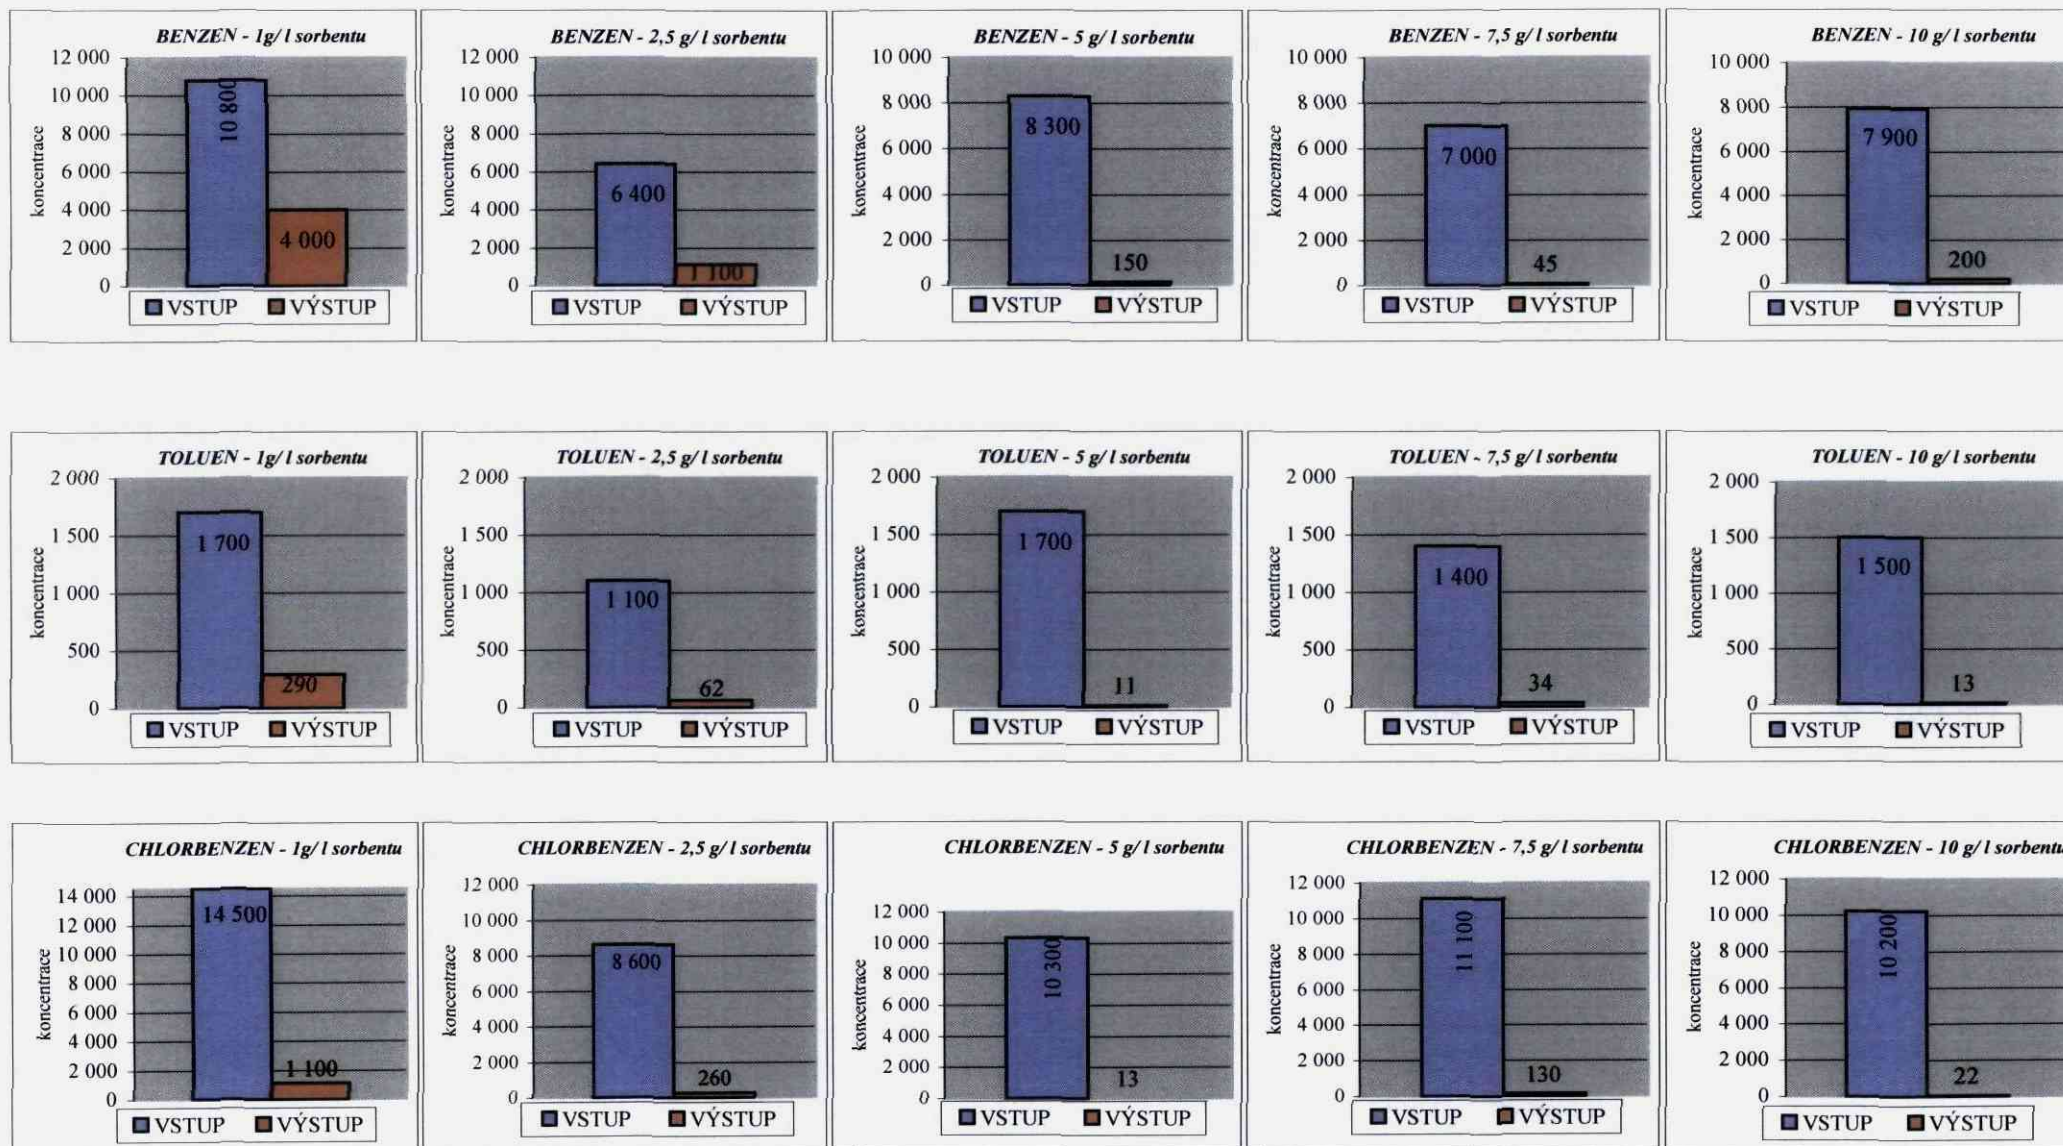 BENZEN - 1g/ l sorbentu
12 000
10 000
8 000
6 000
4 000
2 000
0
koncentrace
10 800
4 000
VSTUP VÝSTUP
BENZEN - 2,5 g/ l sorbentu
12 000
10 000
8 000
6 000
4 000
2 000
0
koncentrace
6 400
1 100
VSTUP VÝSTUP
BENZEN - 5 g/ l sorbentu
10 000
8 000
6 000
4 000
2 000
0
koncentrace
8 300
150
VSTUP VÝSTUP
BENZEN - 7,5 g/ l sorbentu
10 000
8 000
6 000
4 000
2 000
0
koncentrace
7 000
45
VSTUP VÝSTUP
BENZEN - 10 g/ l sorbentu
10 000
8 000
6 000
4 000
2 000
0
koncentrace
7 900
200
VSTUP VÝSTUP
TOLUEN - 1g/ l sorbentu
2 000
1 500
1 000
500
0
koncentrace
1 700
290
VSTUP VÝSTUP
TOLUEN - 2,5 g/ l sorbentu
2 000
1 500
1 000
500
0
koncentrace
1 100
62
VSTUP VÝSTUP
TOLUEN - 5 g/ l sorbentu
2 000
1 500
1 000
500
0
koncentrace
1 700
11
VSTUP VÝSTUP
TOLUEN - 7,5 g/ l sorbentu
2 000
1 500
1 000
500
0
koncentrace
1 400
34
VSTUP VÝSTUP
TOLUEN - 10 g/ l sorbentu
2 000
1 500
1 000
500
0
koncentrace
1 500
13
VSTUP VÝSTUP
CHLORBENZEN - 1g/ l sorbentu
14 000
12 000
10 000
8 000
6 000
4 000
2 000
0
koncentrace
14 500
1 100
VSTUP VÝSTUP
CHLORBENZEN - 2,5 g/ l sorbentu
12 000
10 000
8 000
6 000
4 000
2 000
0
koncentrace
8 600
260
VSTUP VÝSTUP
CHLORBENZEN - 5 g/ l sorbentu
12 000
10 000
8 000
6 000
4 000
2 000
0
koncentrace
10 300
13
VSTUP VÝSTUP
CHLORBENZEN - 7,5 g/ l sorbentu
12 000
10 000
8 000
6 000
4 000
2 000
0
koncentrace
11 100
130
VSTUP VÝSTUP
CHLORBENZEN - 10 g/ l sorbentu
12 000
10 000
8 000
6 000
4 000
2 000
0
koncentrace
10 200
22
VSTUP VÝSTUP